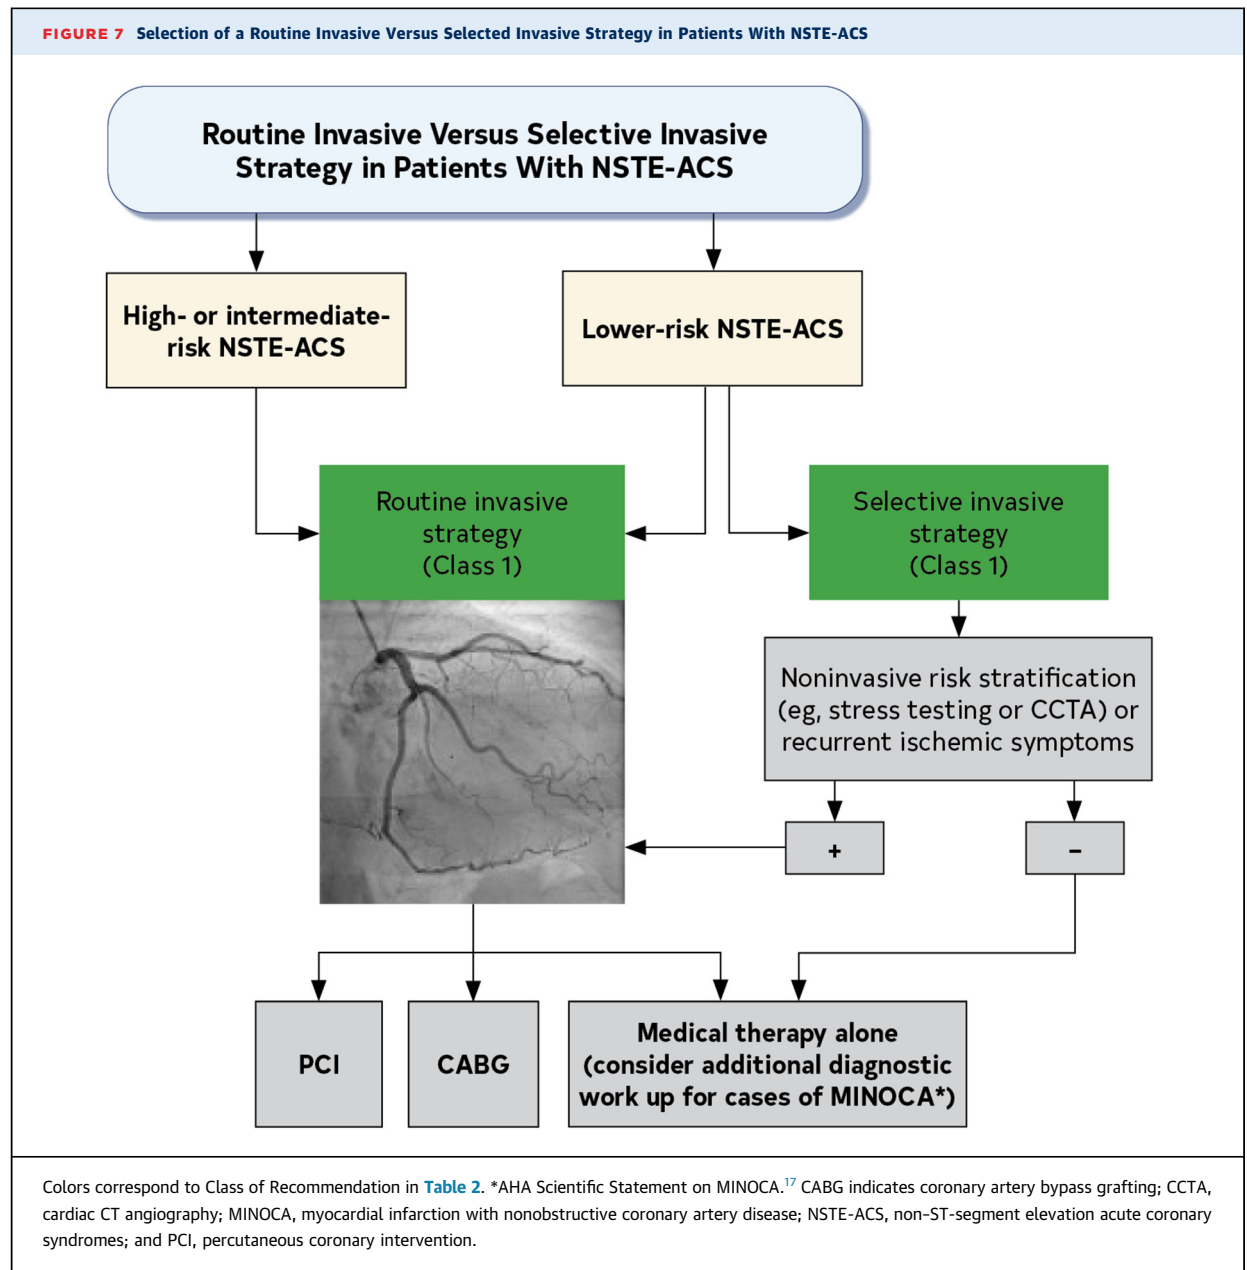 FIGURE 7 Selection of a Routine Invasive Versus Selected Invasive Strategy in Patients With NSTE-ACS
Routine Invasive Versus Selective Invasive
Strategy in Patients With NSTE-ACS
High- or intermediate-
risk NSTE-ACS
Lower-risk NSTE-ACS
Routine invasive
strategy
(Class 1)
Selective invasive
strategy
(Class 1)
Noninvasive risk stratification
(eg, stress testing or CCTA) or
recurrent ischemic symptoms
+
–
PCI
CABG
Medical therapy alone
(consider additional diagnostic
work up for cases of MINOCA*)
Colors correspond to Class of Recommendation in Table 2. *AHA Scientific Statement on MINOCA.17 CABG indicates coronary artery bypass grafting; CCTA,
cardiac CT angiography; MINOCA, myocardial infarction with nonobstructive coronary artery disease; NSTE-ACS, non–ST-segment elevation acute coronary
syndromes; and PCI, percutaneous coronary intervention.